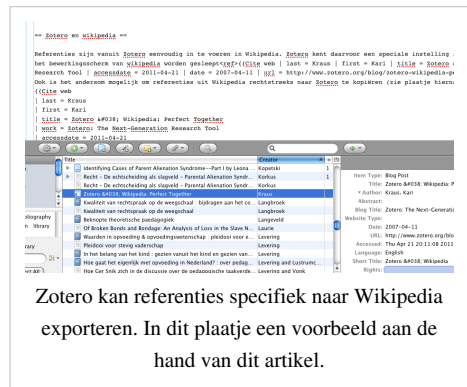 == Zotero en wikipedia ==
Referenties zijn vanuit Zotero eenvoudig in te voeren in Wikipedia. Zotero kent daarvoor een speciale instelling
het bewerkingsscherm van wikipedia worden gesleept<ref>{{Cite web | last = Kraus | first = Kari | title = Zotero
Research Tool | accessdate = 2011-04-21 | date = 2007-04-11 | url = http://www.zotero.org/blog/zotero-wikipedia-pe
Ook is het andersom mogelijk om referenties uit Wikipedia rechtstreeks naar Zotero te kopiëren (zie plaatje hierna
{{Cite web
| last = Kraus
| first = Kari
| title = Zotero &#038; Wikipedia: Perfect Together
| work = Zotero: The Next-Generation Research Tool
| accessdate = 2011-04-21
Title Creator
Identifying Cases of Parent Alienation Syndrome--Part I by Leona ... Kopetski 1
Recht – De echtscheiding als slagveld – Parental Alienation Syndr... Korkus 1
Recht – De echtscheiding als slagveld – Parental Alienation Syndr... Korkus
Zotero &#038; Wikipedia: Perfect Together Kraus
Kwaliteit van rechtspraak op de weegschaal : bijdragen aan het co... Langbroek
Kwaliteit van rechtspraak op de weegschaal Langbroek
Beknopte theoretische paedagogiek Langeveld
Of Broken Bonds and Bondage: An Analysis of Loss in the Slave N... Laurie
Waarden in opvoeding & opvoedingswetenschap : pleidooi voor e... Levering
Pleidooi voor stevig vaderschap Levering
In het belang van het kind : gezien vanuit het kind en gezien van... Levering
Hoe gaat het eigenlijk met opvoeding in Nederland? : over pedag... Levering and Lustrumc...
Hoe Ger Snik zich in de discussie over de pedagogische taakverde... Levering and Vonk
bliography
n library
rary
ct All
Item Type: Blog Post
Title: Zotero &#038; Wikipedia: P
Author: Kraus, Kari
Abstract:
Blog Title: Zotero: The Next-Generatio
Website Type:
Date: 2007-04-11
URL: http://www.zotero.org/blog
Accessed: Thu Apr 21 20:11:08 2011
Language: English
Short Title: Zotero &#038; Wikipedia
Rights:
Zotero kan referenties specifiek naar Wikipedia
exporteren. In dit plaatje een voorbeeld aan de
hand van dit artikel.